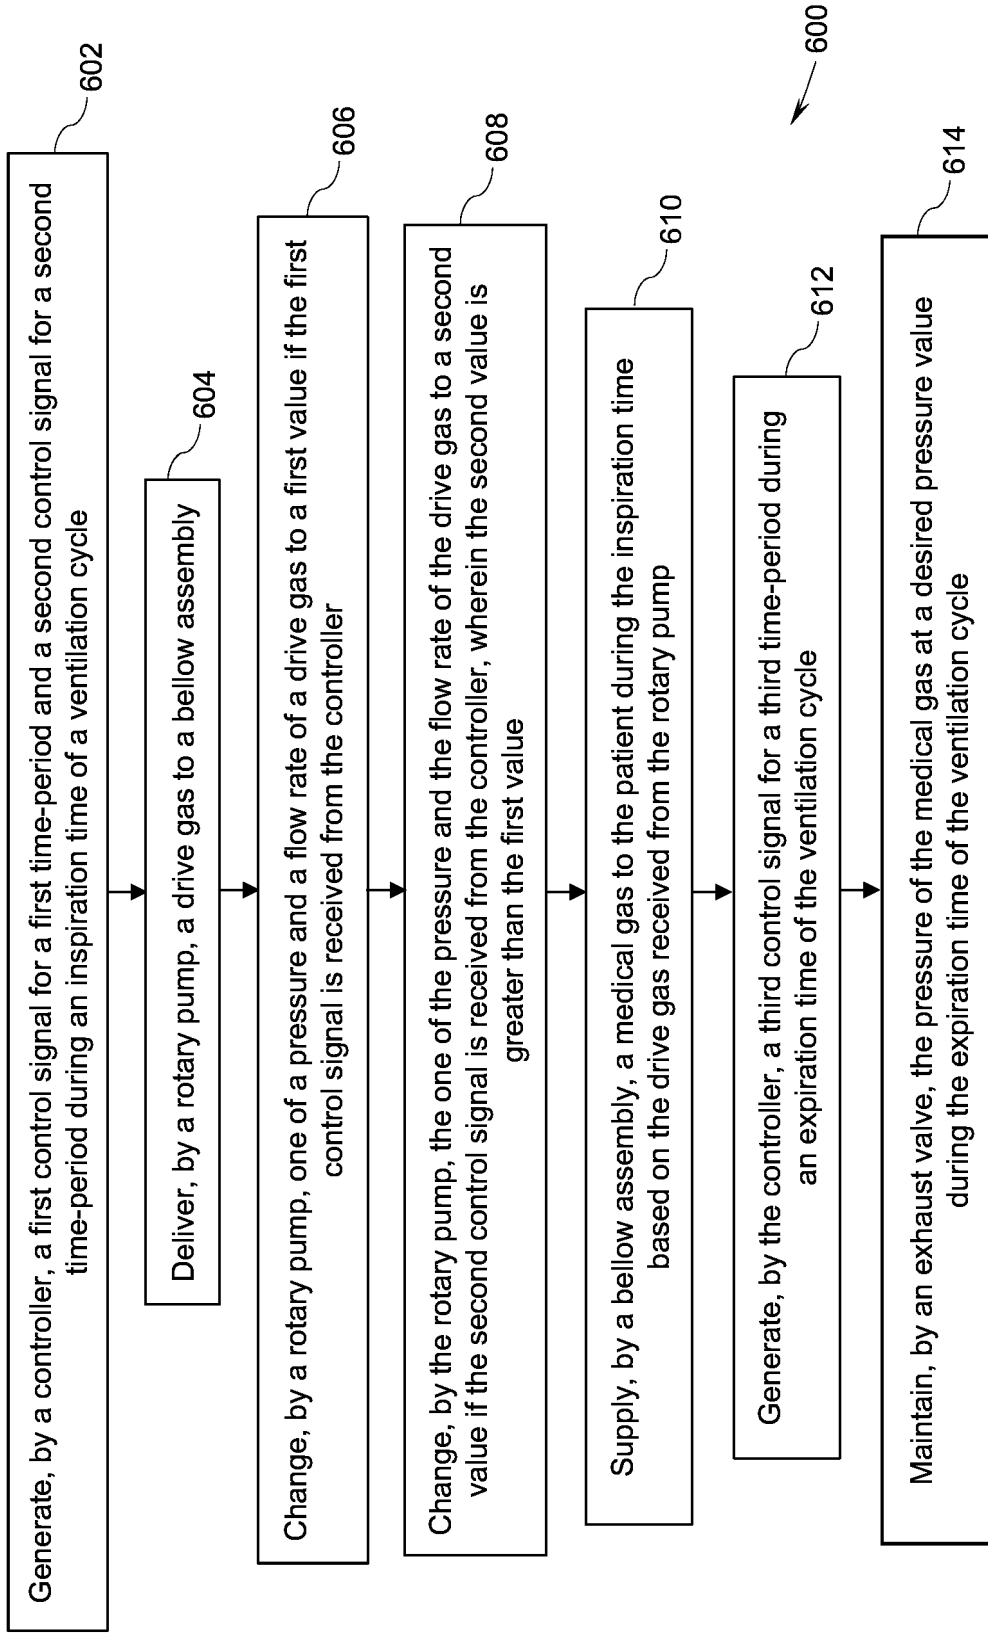 Generate, by a controller, a first control signal for a first time-period and a second control signal for a second
time-period during an inspiration time of a ventilation cycle
602
Deliver, by a rotary pump, a drive gas to a bellow assembly
604
Change, by a rotary pump, one of a pressure and a flow rate of a drive gas to a first value if the first
control signal is received from the controller
606
Change, by the rotary pump, the one of the pressure and the flow rate of the drive gas to a second
value if the second control signal is received from the controller, wherein the second value is
greater than the first value
608
Supply, by a bellow assembly, a medical gas to the patient during the inspiration time
based on the drive gas received from the rotary pump
610
Generate, by the controller, a third control signal for a third time-period during
an expiration time of the ventilation cycle
612
Maintain, by an exhaust valve, the pressure of the medical gas at a desired pressure value
during the expiration time of the ventilation cycle
614
600